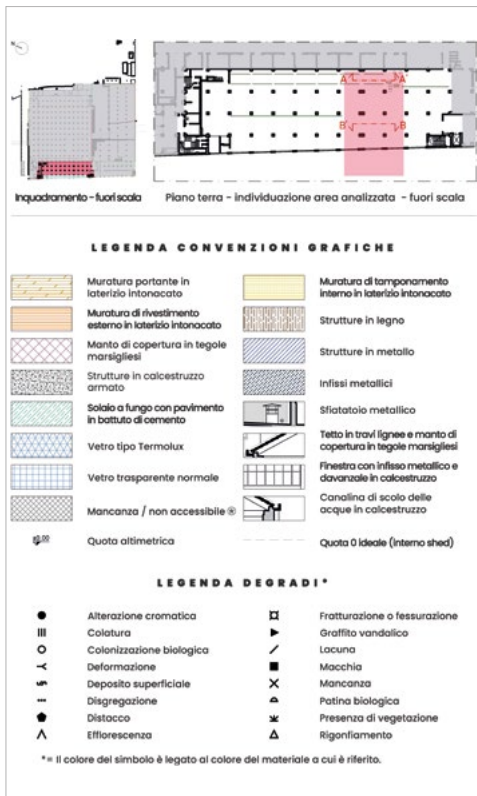 N
A A'
B' B
Inquadramento - fuori scala
Piano terra - individuazione area analizzata - fuori scala
LEGENDA CONVENZIONI GRAFICHE
Muratura portante in
laterizio intonacato
Muratura di rivestimento
esterno in laterizio intonacato
Manto di copertura in tegole
marsigliesi
Strutture in calcestruzzo
armato
Solaio a fungo con pavimento
in battuto di cemento
Vetro tipo Termolux
Vetro trasparente normale
Mancanza / non accessibile ®
±0,00 Quota altimetrica
Muratura di tamponamento
interno in laterizio intonacato
Strutture in legno
Strutture in metallo
Infissi metallici
Sfiatatoio metallico
Tetto in travi lignee e manto di
copertura in tegole marsigliesi
Finestra con infisso metallico e
davanzale in calcestruzzo
Canalina di scolo delle
acque in calcestruzzo
Quota 0 ideale (interno shed)
LEGENDA DEGRADI*
Alterazione cromatica
Colatura
Colonizzazione biologica
Deformazione
Deposito superficiale
Disgregazione
Distacco
Efflorescenza
Fratturazione o fessurazione
Graffito vandalico
Lacuna
Macchia
Mancanza
Patina biologica
Presenza di vegetazione
Rigonfiamento
*= Il colore del simbolo è legato al colore del materiale a cui è riferito.